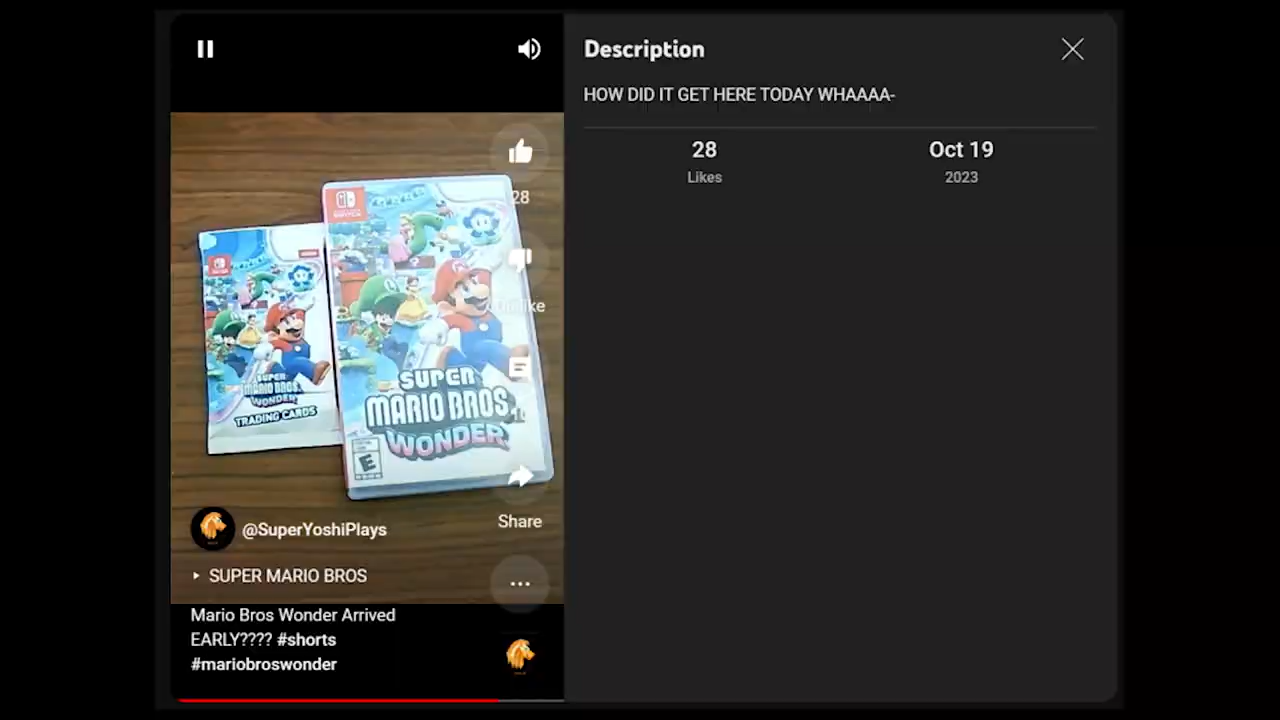 Description
HOW DID IT GET HERE TODAY WHAAAA-
28
Likes
Oct 19
2023
28
Share
SUPER
MARIO BROS.
WONDER
TRADING CARDS
SUPER
MARIO BROS.
WONDER
E
@SuperYoshiPlays
SUPER MARIO BROS
Mario Bros Wonder Arrived
EARLY???? #shorts
#mariobroswonder